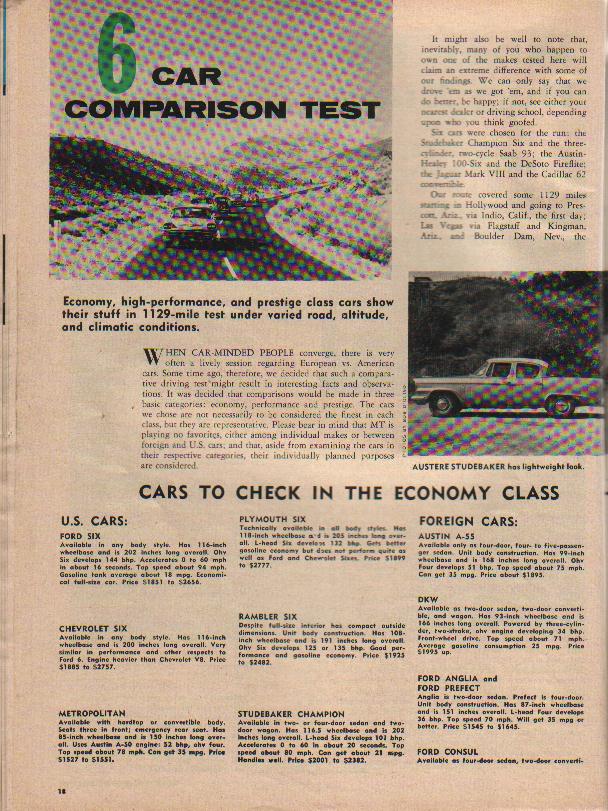 6 CAR
COMPARISON TEST
Economy, high-performance, and prestige class cars show
their stuff in 1129-mile test under varied road, altitude,
and climatic conditions.
WHEN CAR-MINDED PEOPLE converge, there is very
often a lively session regarding European vs. American
cars. Some time ago, therefore, we decided that such a compara-
tive driving test might result in interesting facts and observa-
tions. It was decided that comparisons would be made in three
basic categories: economy, performance and prestige. The cars
we chose are not necessarily to be considered the finest in each
class, but they are representative. Please bear in mind that MT is
playing no favorites, either among individual makes or between
foreign and U.S. cars; and that, aside from examining the cars in
their respective categories, their individually planned purposes
are considered.
It might also be well to note that,
inevitably, many of you who happen to
own one of the makes tested here will
claim an extreme difference with some of
our findings. We can only say that we
drove 'em as we got 'em, and if you can
do better, be happy; if not, see either your
nearest dealer or driving school, depending
upon who you think goofed.
Six cars were chosen for the run: the
Studebaker Champion Six and the three-
cylinder, two-cycle Saab 93; the Austin-
Healey 100-Six and the DeSoto Fireflite;
the Jaguar Mark VIII and the Cadillac 62
convertible.
Our route covered some 1129 miles
starting in Hollywood and going to Pres-
cott, Ariz., via Indio, Calif., the first day;
Las Vegas via Flagstaff and Kingman,
Ariz., and Boulder Dam, Nev., the
PHOTOS BY BOB D'OLIVO
AUSTERE STUDEBAKER has lightweight look.
CARS TO CHECK IN THE ECONOMY CLASS
U.S. CARS:
FORD SIX
Available in any body style. Has 116-inch
wheelbase and is 202 inches long overall. Ohv
Six develops 144 bhp. Accelerates 0 to 60 mph
in about 16 seconds. Top speed about 94 mph.
Gasoline tank average about 18 mpg. Economi-
cal full-size car. Price $1851 to $2656.
CHEVROLET SIX
Available in any body style. Has 116-inch
wheelbase and is 200 inches long overall. Very
similar in performance and other respects to
Ford 6. Engine heavier than Chevrolet V8. Price
$1885 to $2757.
METROPOLITAN
Available with hardtop or convertible body.
Seats three in front; emergency rear seat. Has
85-inch wheelbase and is 150 inches long over-
all. Uses Austin A-50 engine: 52 bhp, ohv four.
Top speed about 78 mph. Can get 35 mpg. Price
$1527 to $1551.
PLYMOUTH SIX
Technically available in all body styles. Has
118-inch wheelbase and is 205 inches long over-
all. L-head Six develops 132 bhp. Gets better
gasoline economy but does not perform quite as
well as Ford and Chevrolet Sixes. Price $1899
to $2777.
RAMBLER SIX
Despite full-size interior has compact outside
dimensions. Unit body construction. Has 108-
inch wheelbase and is 191 inches long overall.
Ohv Six develops 125 or 135 bhp. Good per-
formance and gasoline economy. Price $1925
to $2482.
STUDEBAKER CHAMPION
Available in two- or four-door sedan and two-
door wagon. Has 116.5 wheelbase and is 202
inches long overall. L-head Six develops 101 bhp.
Accelerates 0 to 60 in about 20 seconds. Top
speed about 80 mph. Can get about 21 mpg.
Handles well. Price $2001 to $2382.
FOREIGN CARS:
AUSTIN A-55
Available only as four-door, four- to five-passen-
ger sedan. Unit body construction. Has 99-inch
wheelbase and is 168 inches long overall. Ohv
Four develops 51 bhp. Top speed about 75 mph.
Can get 35 mpg. Price about $1895.
DKW
Available as two-door sedan, two-door converti-
ble, and wagon. Has 93-inch wheelbase and is
166 inches long overall. Powered by three-cylin-
der, two-stroke, ohv engine developing 34 bhp.
Front-wheel drive. Top speed about 71 mph.
Average gasoline consumption 25 mpg. Price
$1995 up.
FORD ANGLIA and
FORD PREFECT
Anglia is two-door sedan. Prefect is four-door.
Unit body construction. Has 87-inch wheelbase
and is 151 inches overall. L-head Four develops
36 bhp. Top speed 70 mph. Will get 35 mpg or
better. Price $1545 to $1645.
FORD CONSUL
Available as four-door sedan, two-door converti-
18